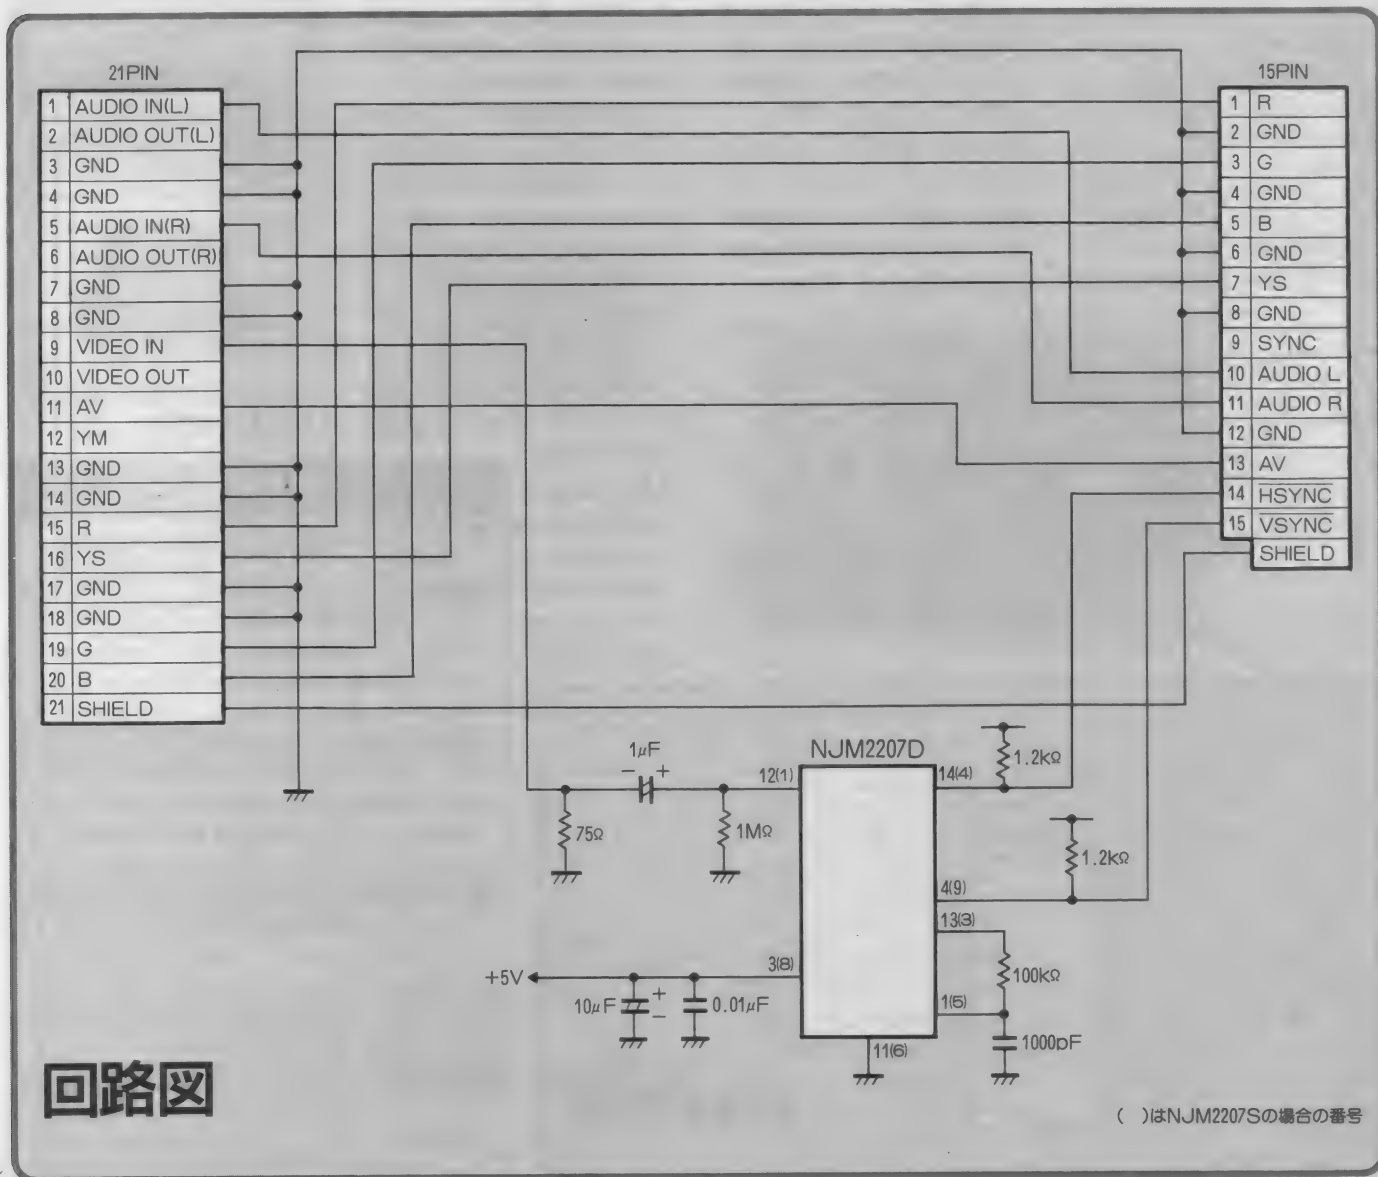 21PIN
1 AUDIO IN(L)
2 AUDIO OUT(L)
3 GND
4 GND
5 AUDIO IN(R)
6 AUDIO OUT(R)
7 GND
8 GND
9 VIDEO IN
10 VIDEO OUT
11 AV
12 YM
13 GND
14 GND
15 R
16 YS
17 GND
18 GND
19 G
20 B
21 SHIELD
15PIN
1 R
2 GND
3 G
4 GND
5 B
6 GND
7 YS
8 GND
9 SYNC
10 AUDIO L
11 AUDIO R
12 GND
13 AV
14 HSYNC
15 VSYNC
SHIELD
1μF
− +
75Ω
1MΩ
12(1)
NJM2207D
14(4)
1.2kΩ
1.2kΩ
4(9)
13(3)
100kΩ
1(5)
1000pF
3(8)
+5V
10μF
+
−
0.01μF
11(6)
回路図
( )はNJM2207Sの場合の番号